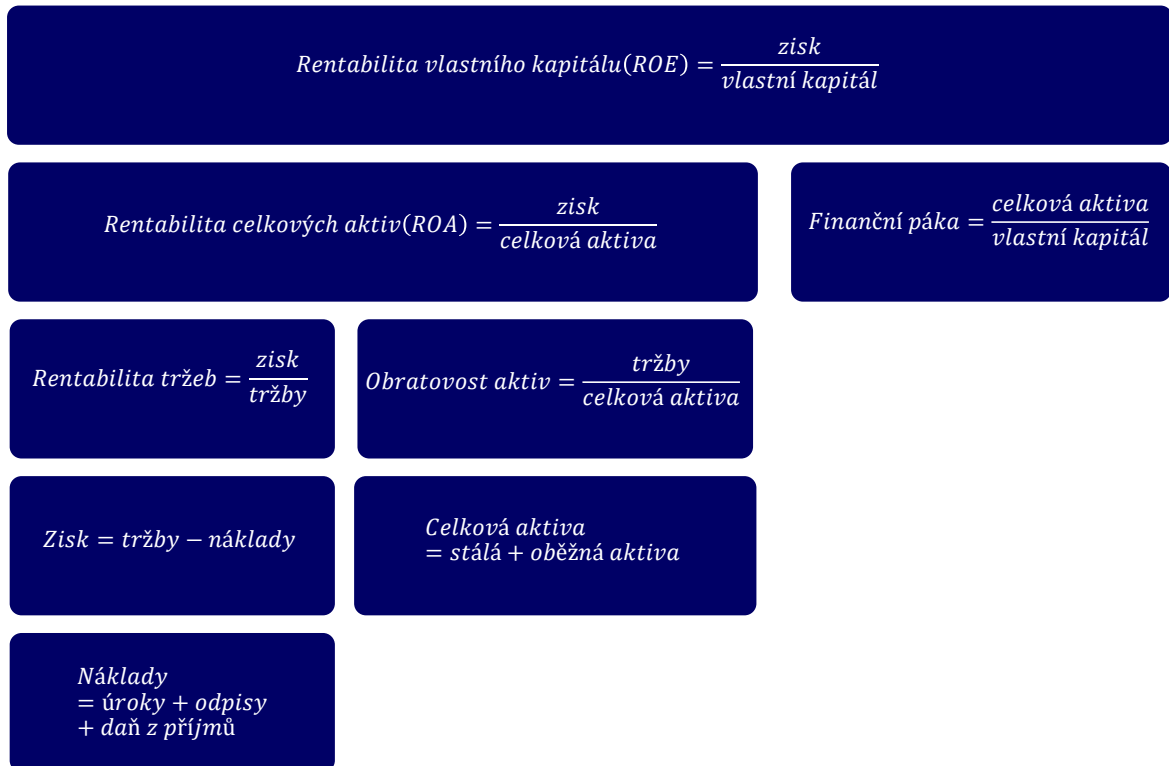 Rentabilita vlastního kapitálu(ROE) = zisk / vlastní kapitál
Rentabilita celkových aktiv(ROA) = zisk / celková aktiva
Finanční páka = celková aktiva / vlastní kapitál
Rentabilita tržeb = zisk / tržby
Obratovost aktiv = tržby / celková aktiva
Zisk = tržby − náklady
Celková aktiva
= stálá + oběžná aktiva
Náklady
= úroky + odpisy
+ daň z příjmů